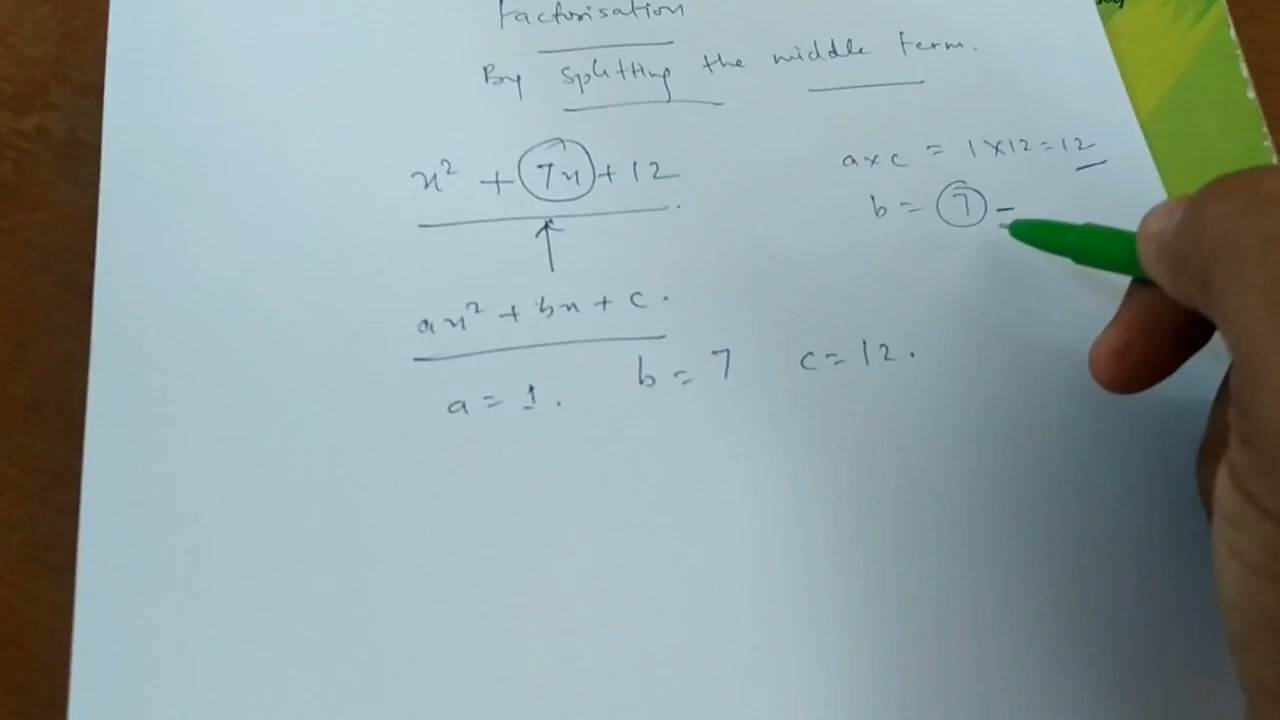 Factorisation
By splitting the middle term.
x² + 7x + 12
a×c = 1×12=12
b = 7 -
ax² + bx + c.
a = 1. b = 7 c = 12.